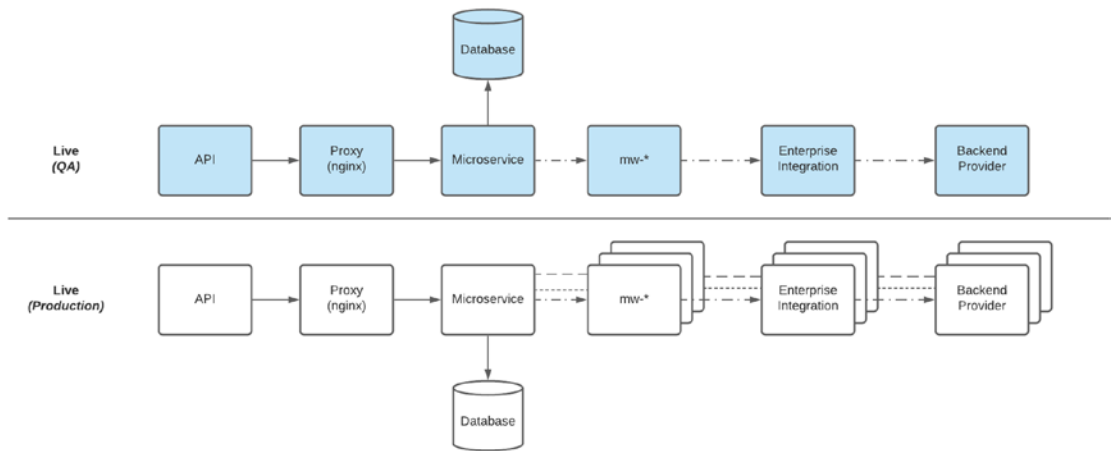 Database
Live
(QA)
API
Proxy
(nginx)
Microservice
mw-*
Enterprise
Integration
Backend
Provider
Live
(Production)
API
Proxy
(nginx)
Microservice
mw-*
Enterprise
Integration
Backend
Provider
Database